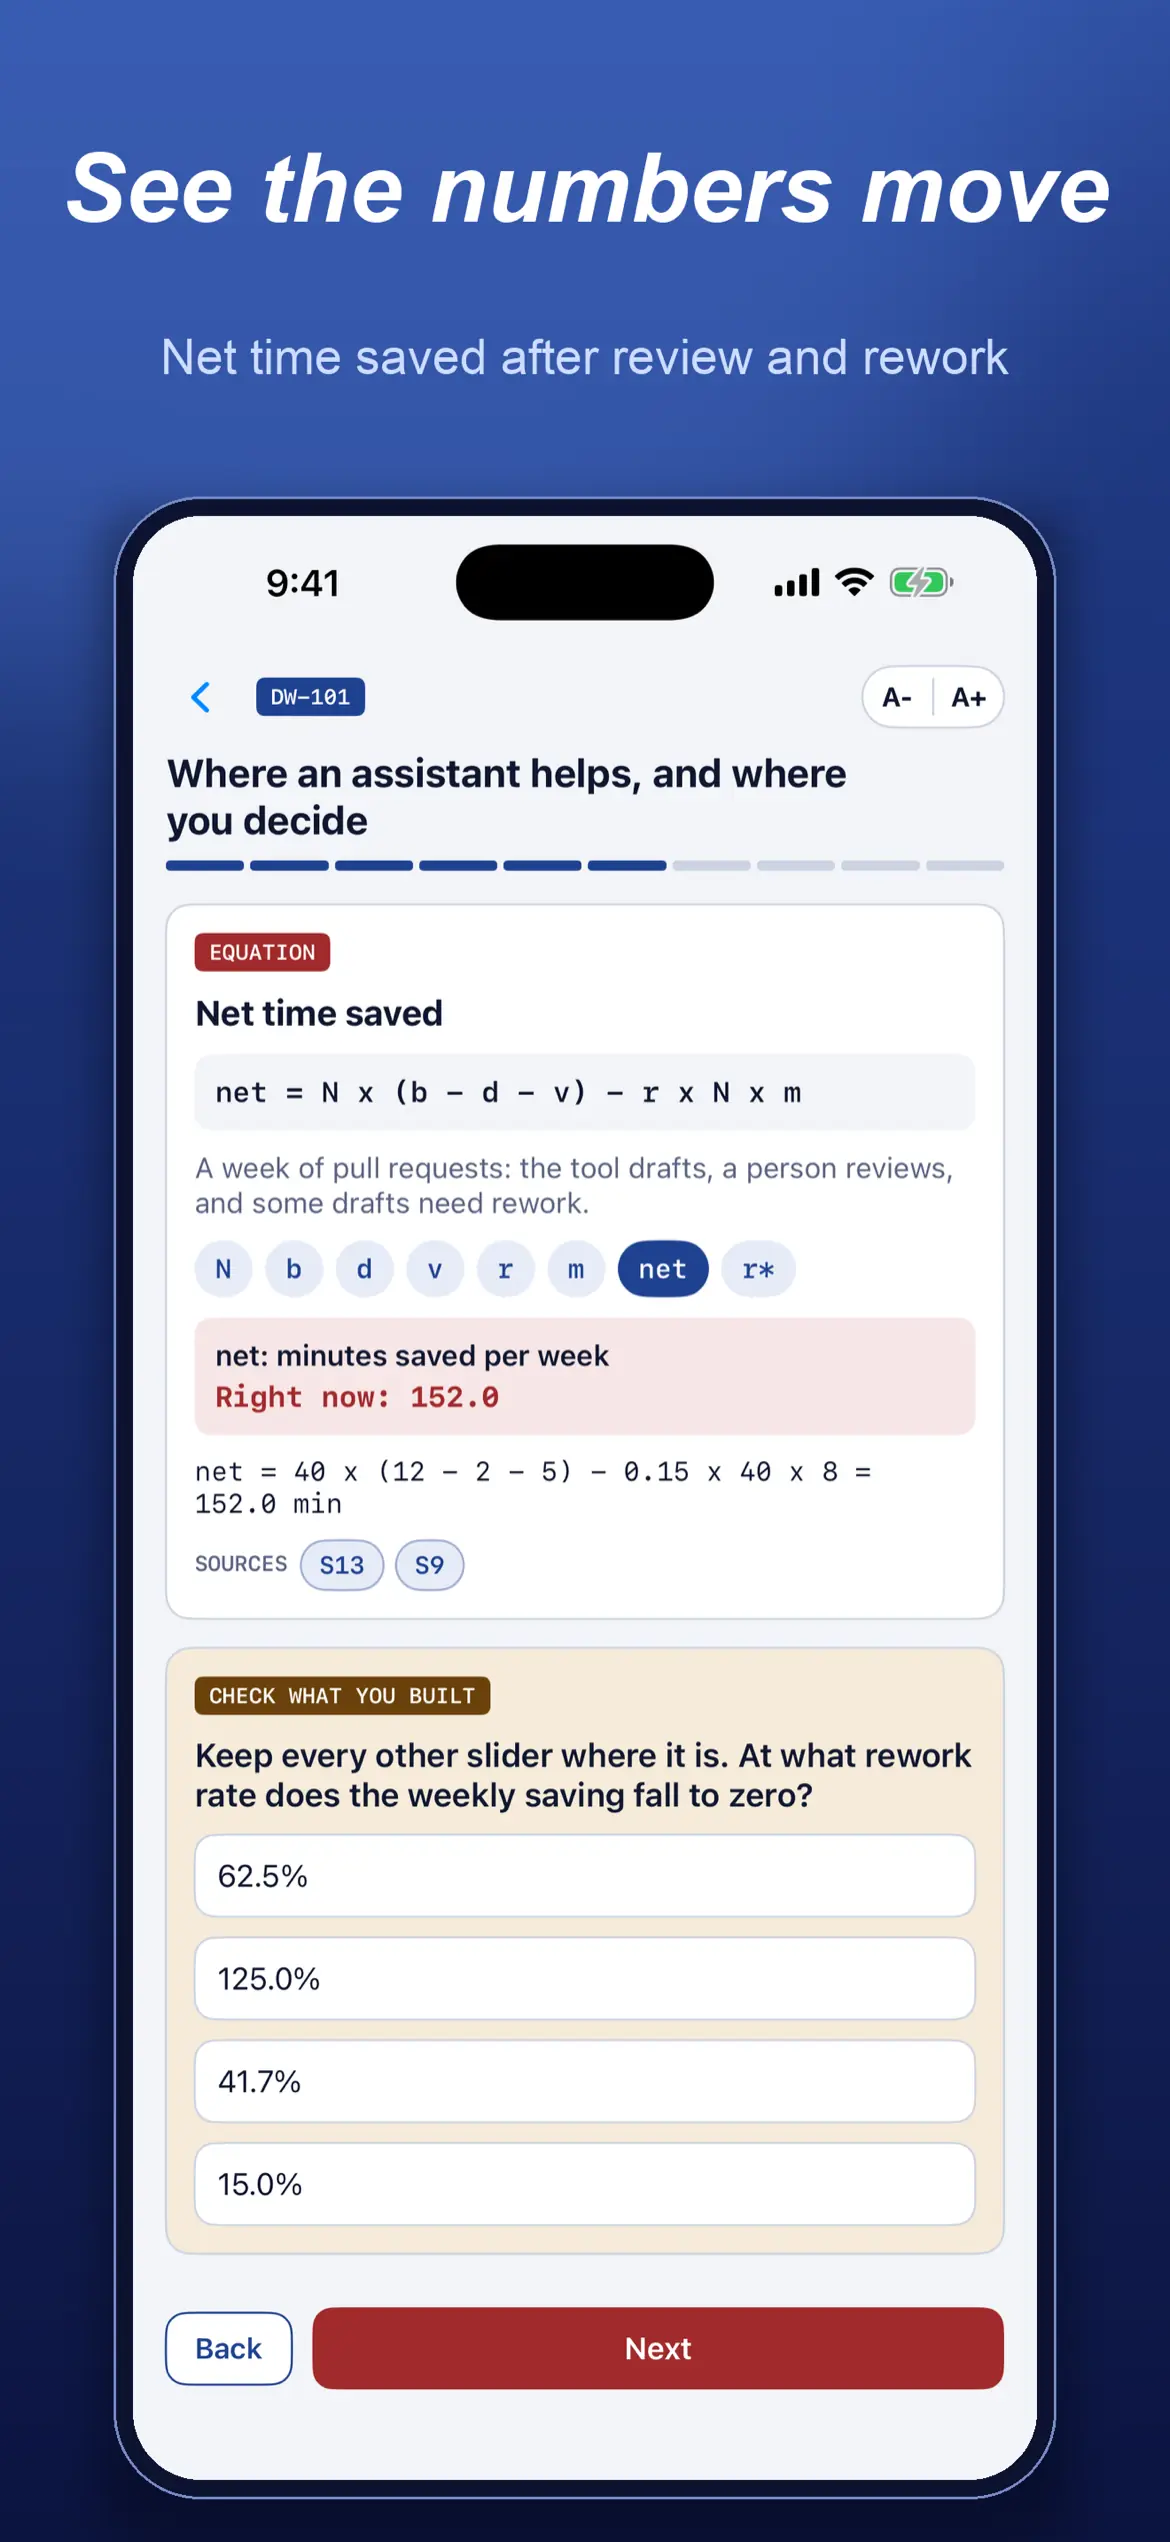 See the numbers move
Net time saved after review and rework
9:41
DW-101
A- A+
Where an assistant helps, and where
you decide
EQUATION
Net time saved
net = N x (b - d - v) - r x N x m
A week of pull requests: the tool drafts, a person reviews,
and some drafts need rework.
N b d v r m net r*
net: minutes saved per week
Right now: 152.0
net = 40 x (12 - 2 - 5) - 0.15 x 40 x 8 =
152.0 min
SOURCES S13 S9
CHECK WHAT YOU BUILT
Keep every other slider where it is. At what rework
rate does the weekly saving fall to zero?
62.5%
125.0%
41.7%
15.0%
Back Next